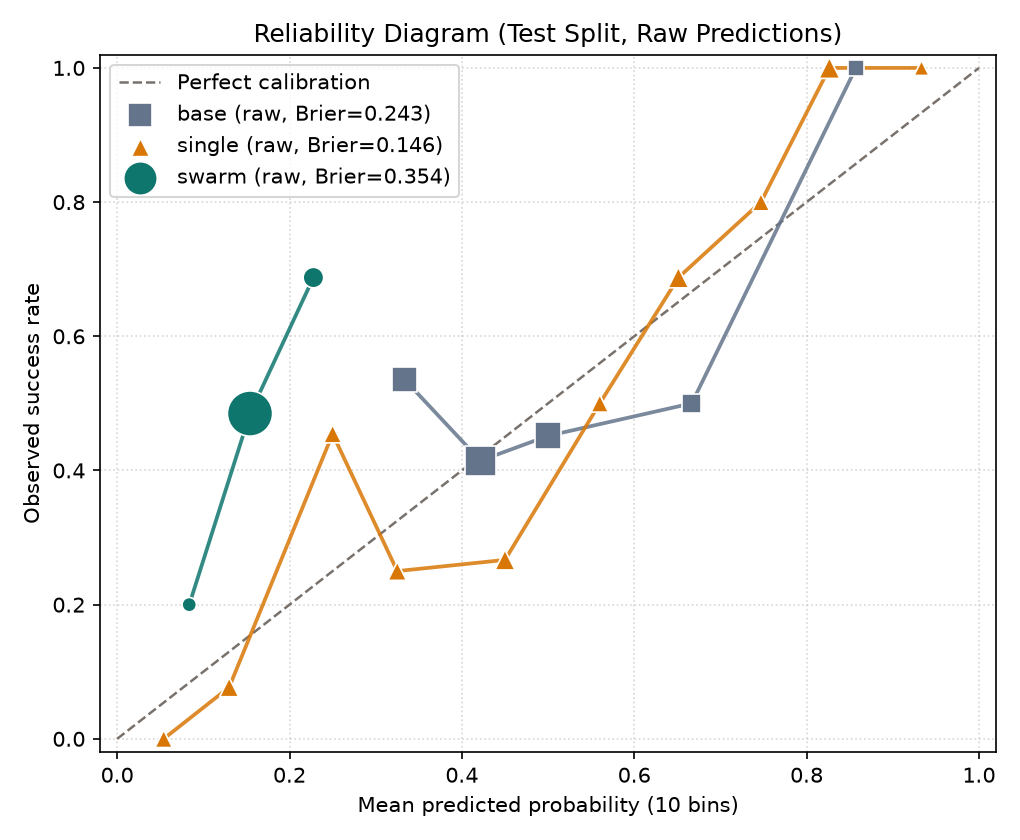 Reliability Diagram (Test Split, Raw Predictions)
Perfect calibration
base (raw, Brier=0.243)
single (raw, Brier=0.146)
swarm (raw, Brier=0.354)
Observed success rate
1.0
0.8
0.6
0.4
0.2
0.0
0.0 0.2 0.4 0.6 0.8 1.0
Mean predicted probability (10 bins)